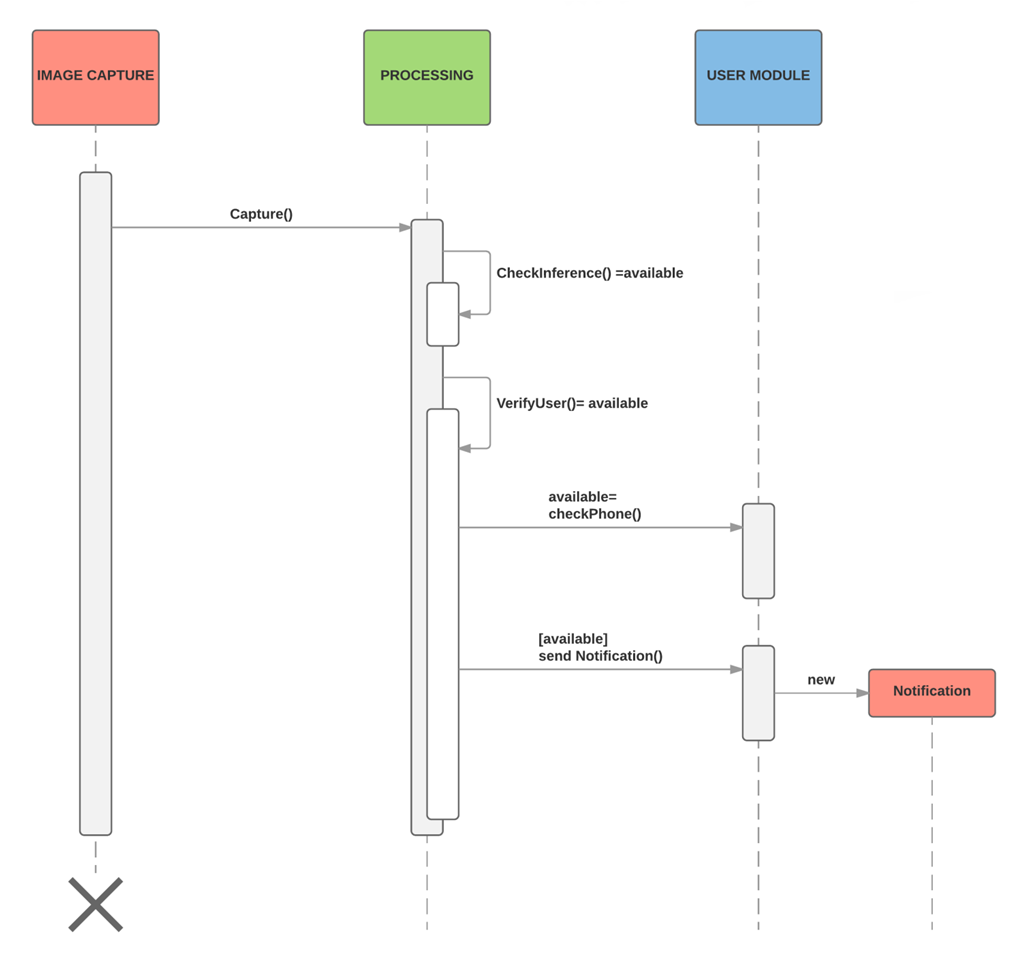 IMAGE CAPTURE
PROCESSING
USER MODULE
Capture()
CheckInference() =available
VerifyUser()= available
available=
checkPhone()
[available]
send Notification()
new
Notification